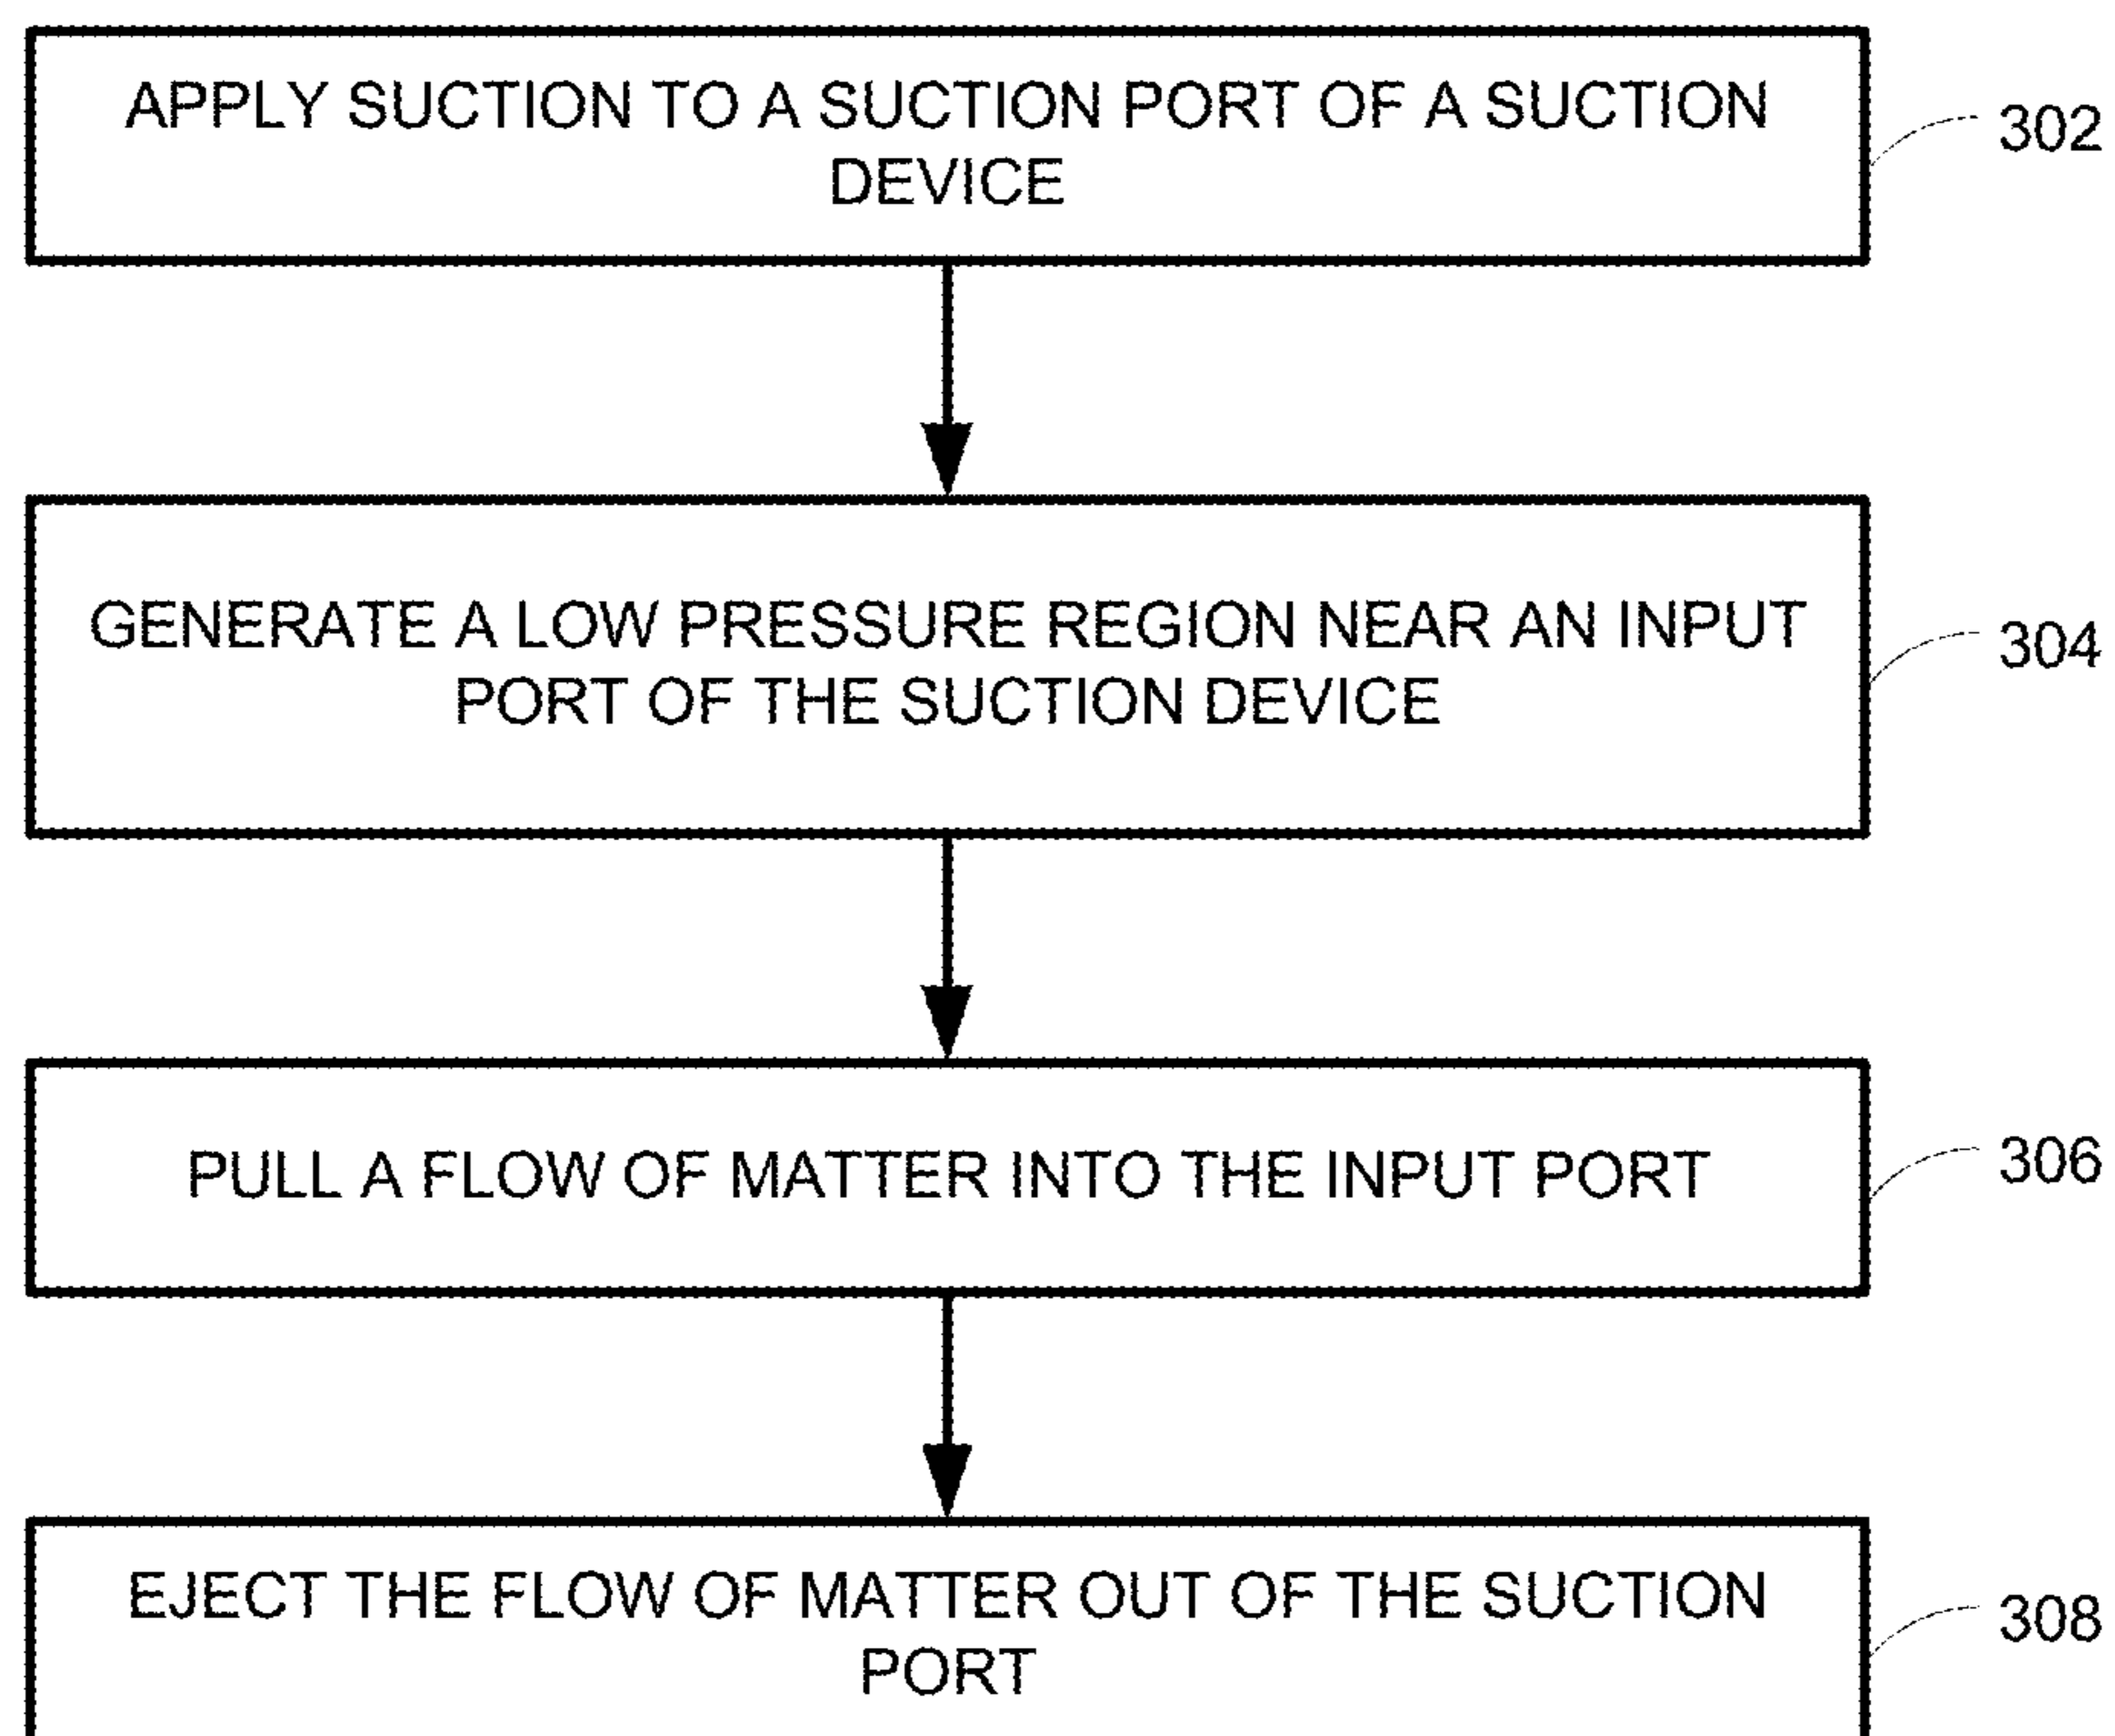 APPLY SUCTION TO A SUCTION PORT OF A SUCTION
DEVICE
302
GENERATE A LOW PRESSURE REGION NEAR AN INPUT
PORT OF THE SUCTION DEVICE
304
PULL A FLOW OF MATTER INTO THE INPUT PORT
306
EJECT THE FLOW OF MATTER OUT OF THE SUCTION
PORT
308